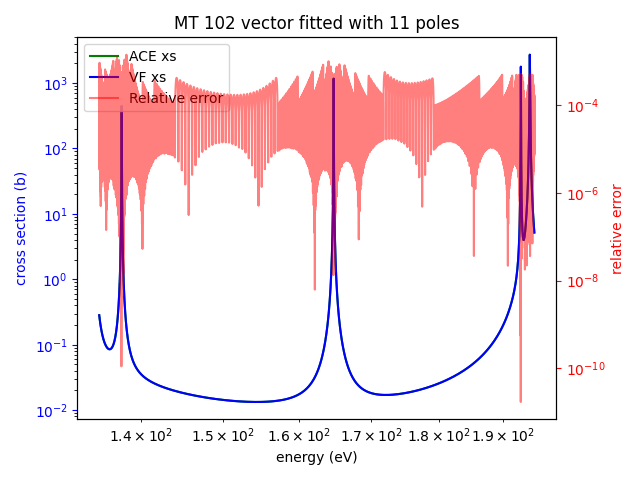 MT 102 vector fitted with 11 poles
ACE xs
VF xs
Relative error
cross section (b)
10³
10²
10¹
10⁰
10⁻¹
10⁻²
10⁻⁴
10⁻⁶
10⁻⁸
10⁻¹⁰
relative error
1.4 × 10² 1.5 × 10² 1.6 × 10² 1.7 × 10² 1.8 × 10² 1.9 × 10²
energy (eV)